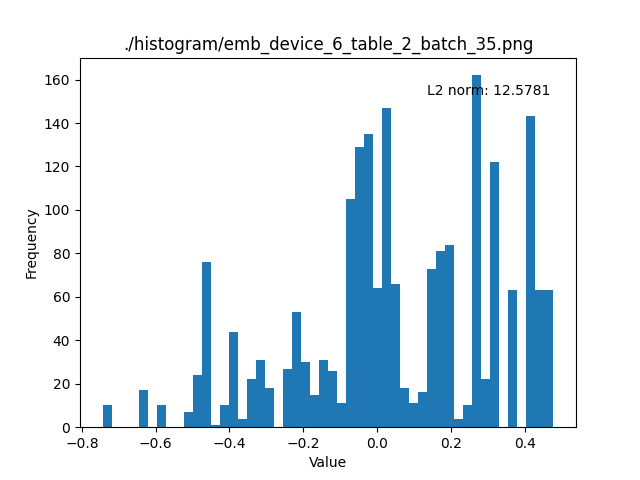 ./histogram/emb_device_6_table_2_batch_35.png
L2 norm: 12.5781
160
140
120
100
80
60
40
20
0
Frequency
−0.8 −0.6 −0.4 −0.2 0.0 0.2 0.4
Value